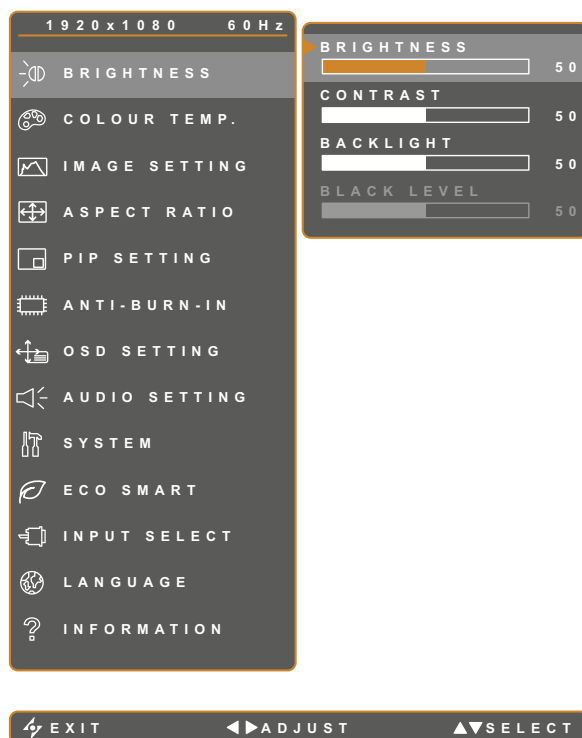 1920x1080 60Hz
BRIGHTNESS
COLOUR TEMP.
IMAGE SETTING
ASPECT RATIO
PIP SETTING
ANTI-BURN-IN
OSD SETTING
AUDIO SETTING
SYSTEM
ECO SMART
INPUT SELECT
LANGUAGE
INFORMATION
BRIGHTNESS
50
CONTRAST
50
BACKLIGHT
50
BLACK LEVEL
50
EXIT ◀▶ADJUST ▲▼SELECT